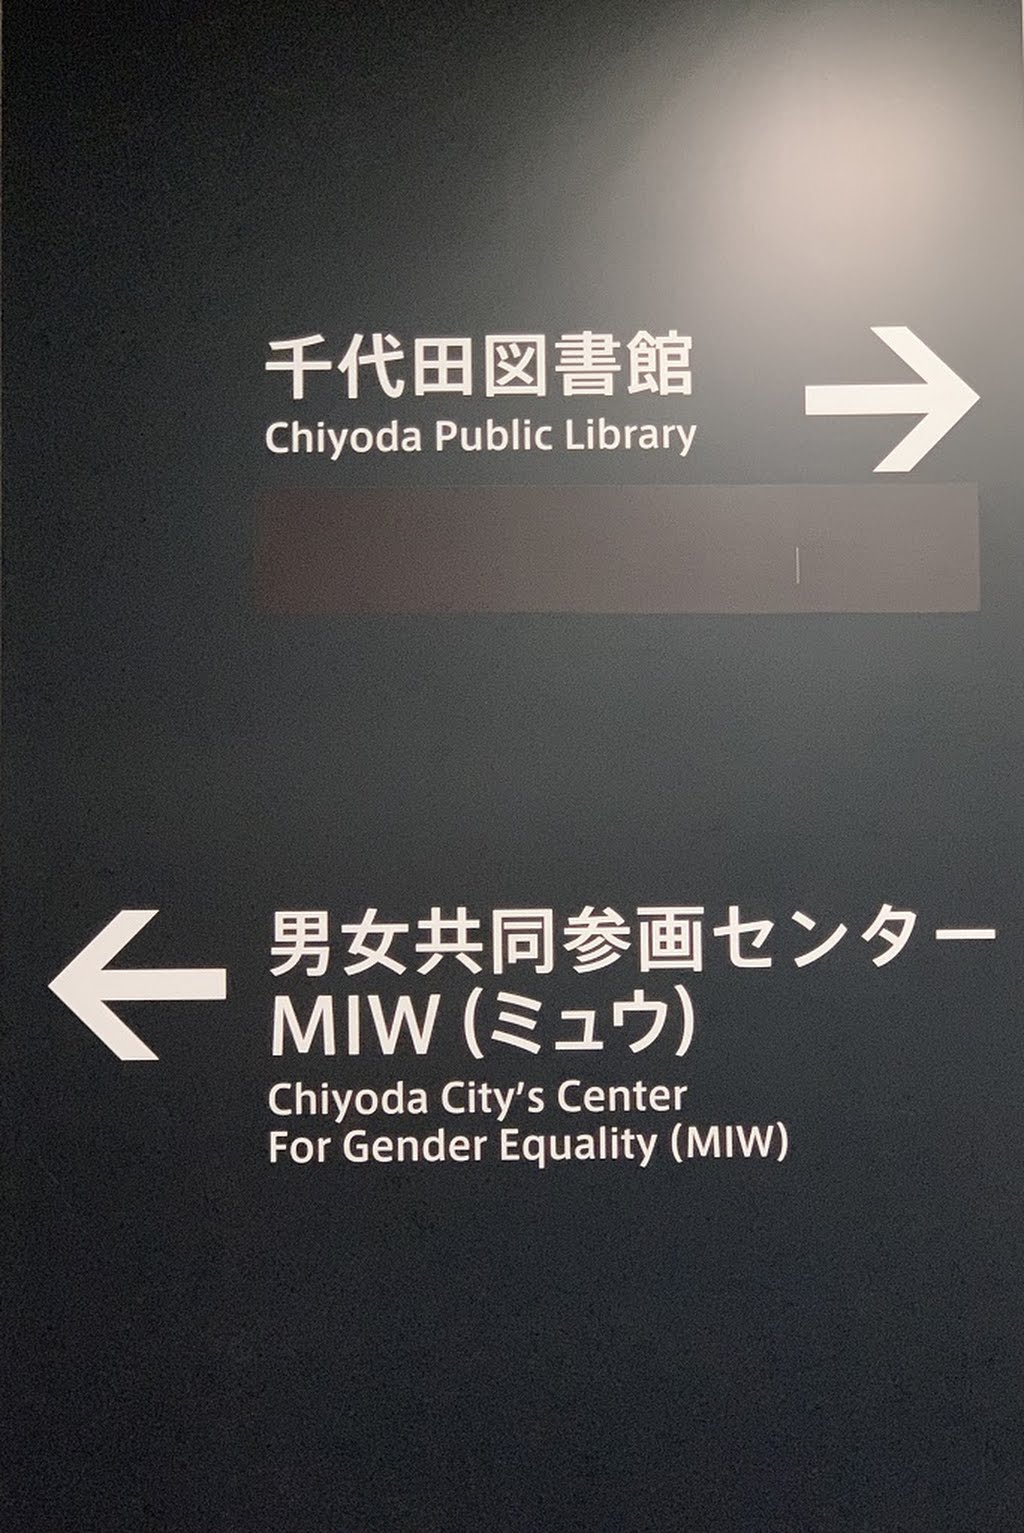 千代田図書館
Chiyoda Public Library
男女共同参画センター
MIW (ミュウ)
Chiyoda City's Center
For Gender Equality (MIW)